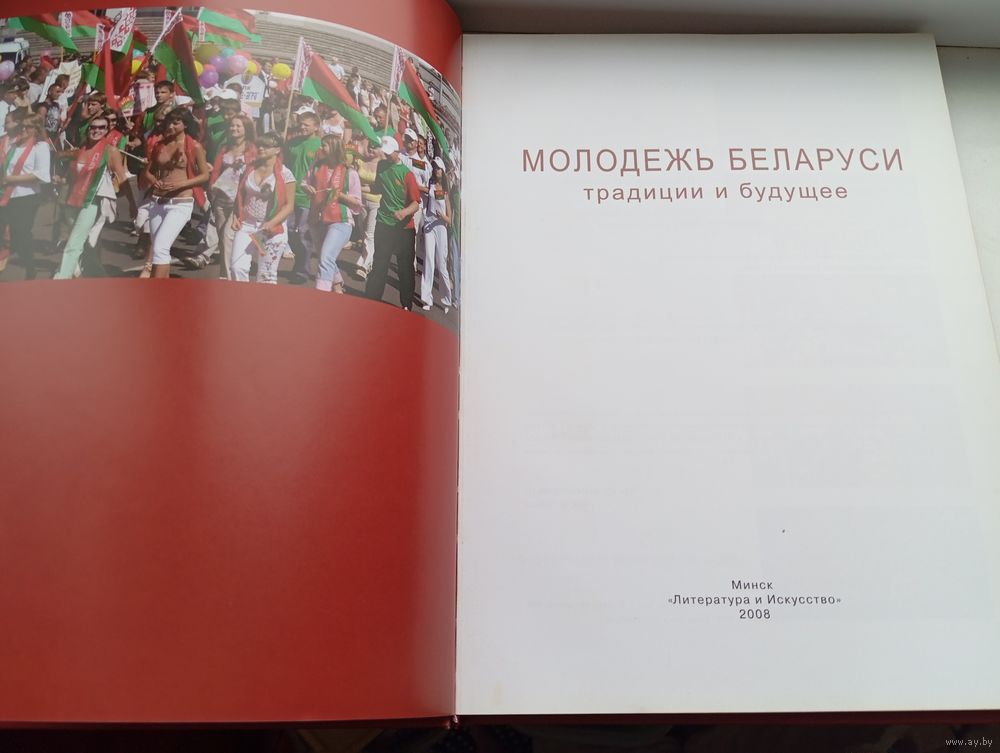 МОЛОДЕЖЬ БЕЛАРУСИ
традиции и будущее
Минск
«Литература и Искусство»
2008
www.ay.by